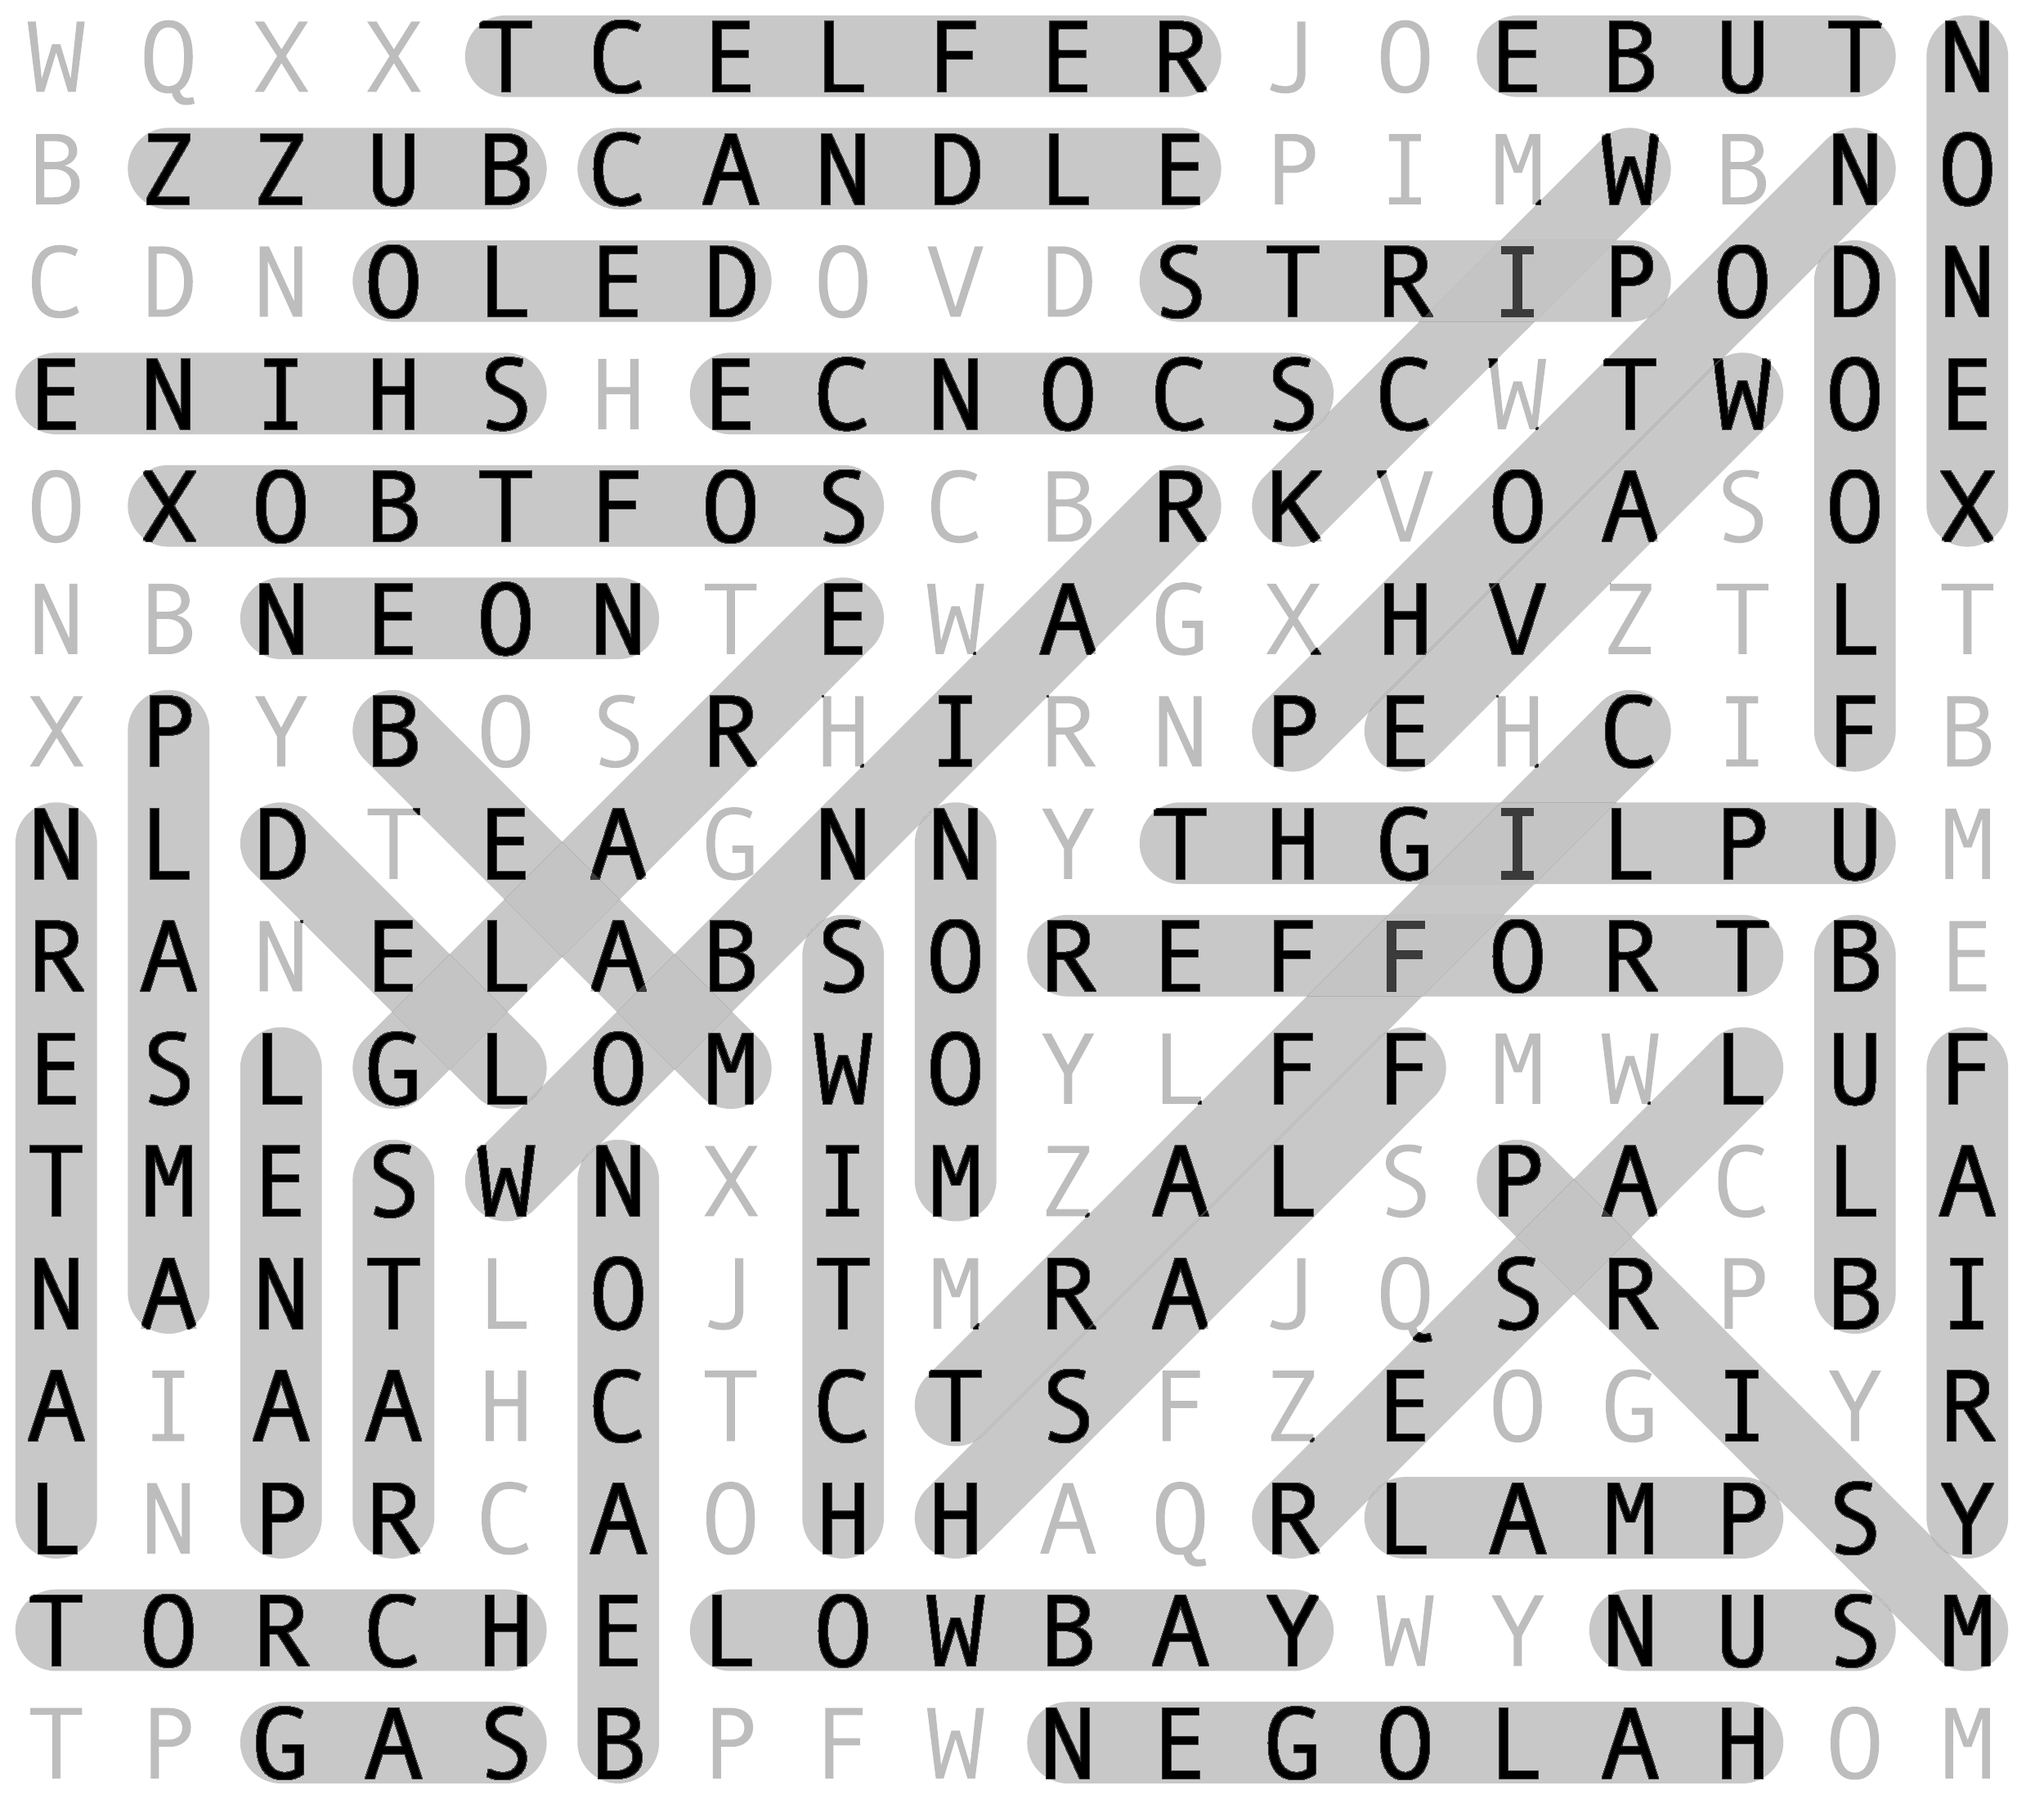 W Q X X T C E L F E R J O E B U T N
B Z Z U B C A N D L E P I M W B N O
C D N O L E D O V D S T R I P O D N
E N I H S H E C N O C S C W T W O E
O X O B T F O S C B R K V O A S O X
N B N E O N T E W A G X H V Z T L T
X P Y B O S R H I R N P E H C I F B
N L D T E A G N N Y T H G I L P U M
R A N E L A B S O R E F F O R T B E
E S L G L O M W O Y L F F M W L U F
T M E S W N X I M Z A L S P A C L A
N A N T L O J T M R A J Q S R P B I
A I A A H C T C T S F Z E O G I Y R
L N P R C A O H H A Q R L A M P S Y
T O R C H E L O W B A Y W Y N U S M
T P G A S B P F W N E G O L A H O M